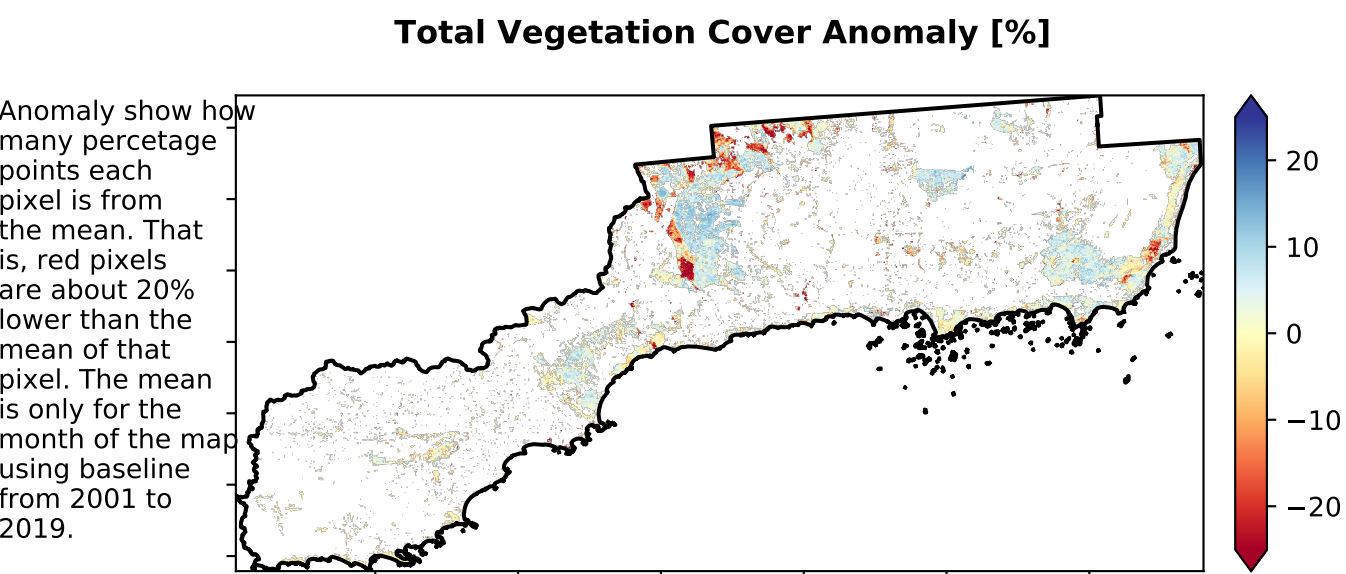 Total Vegetation Cover Anomaly [%]
Anomaly show how
many percetage
points each
pixel is from
the mean. That
is, red pixels
are about 20%
lower than the
mean of that
pixel. The mean
is only for the
month of the map
using baseline
from 2001 to
2019.
20
10
0
−10
−20